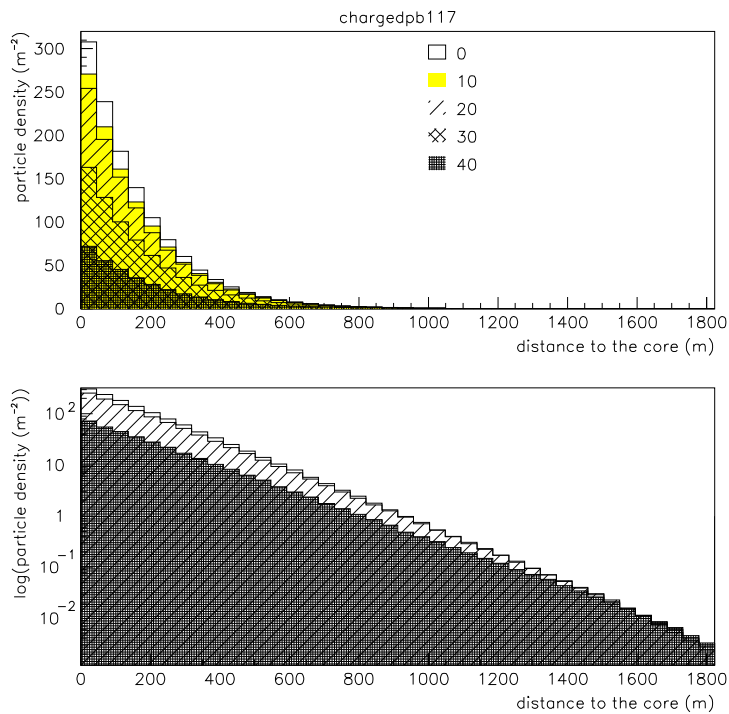 chargedpb117
particle density (m⁻²)
300
250
200
150
100
50
0
0
10
20
30
40
0 200 400 600 800 1000 1200 1400 1600 1800
distance to the core (m)
log(particle density (m⁻²))
10²
10
1
10⁻¹
10⁻²
0 200 400 600 800 1000 1200 1400 1600 1800
distance to the core (m)